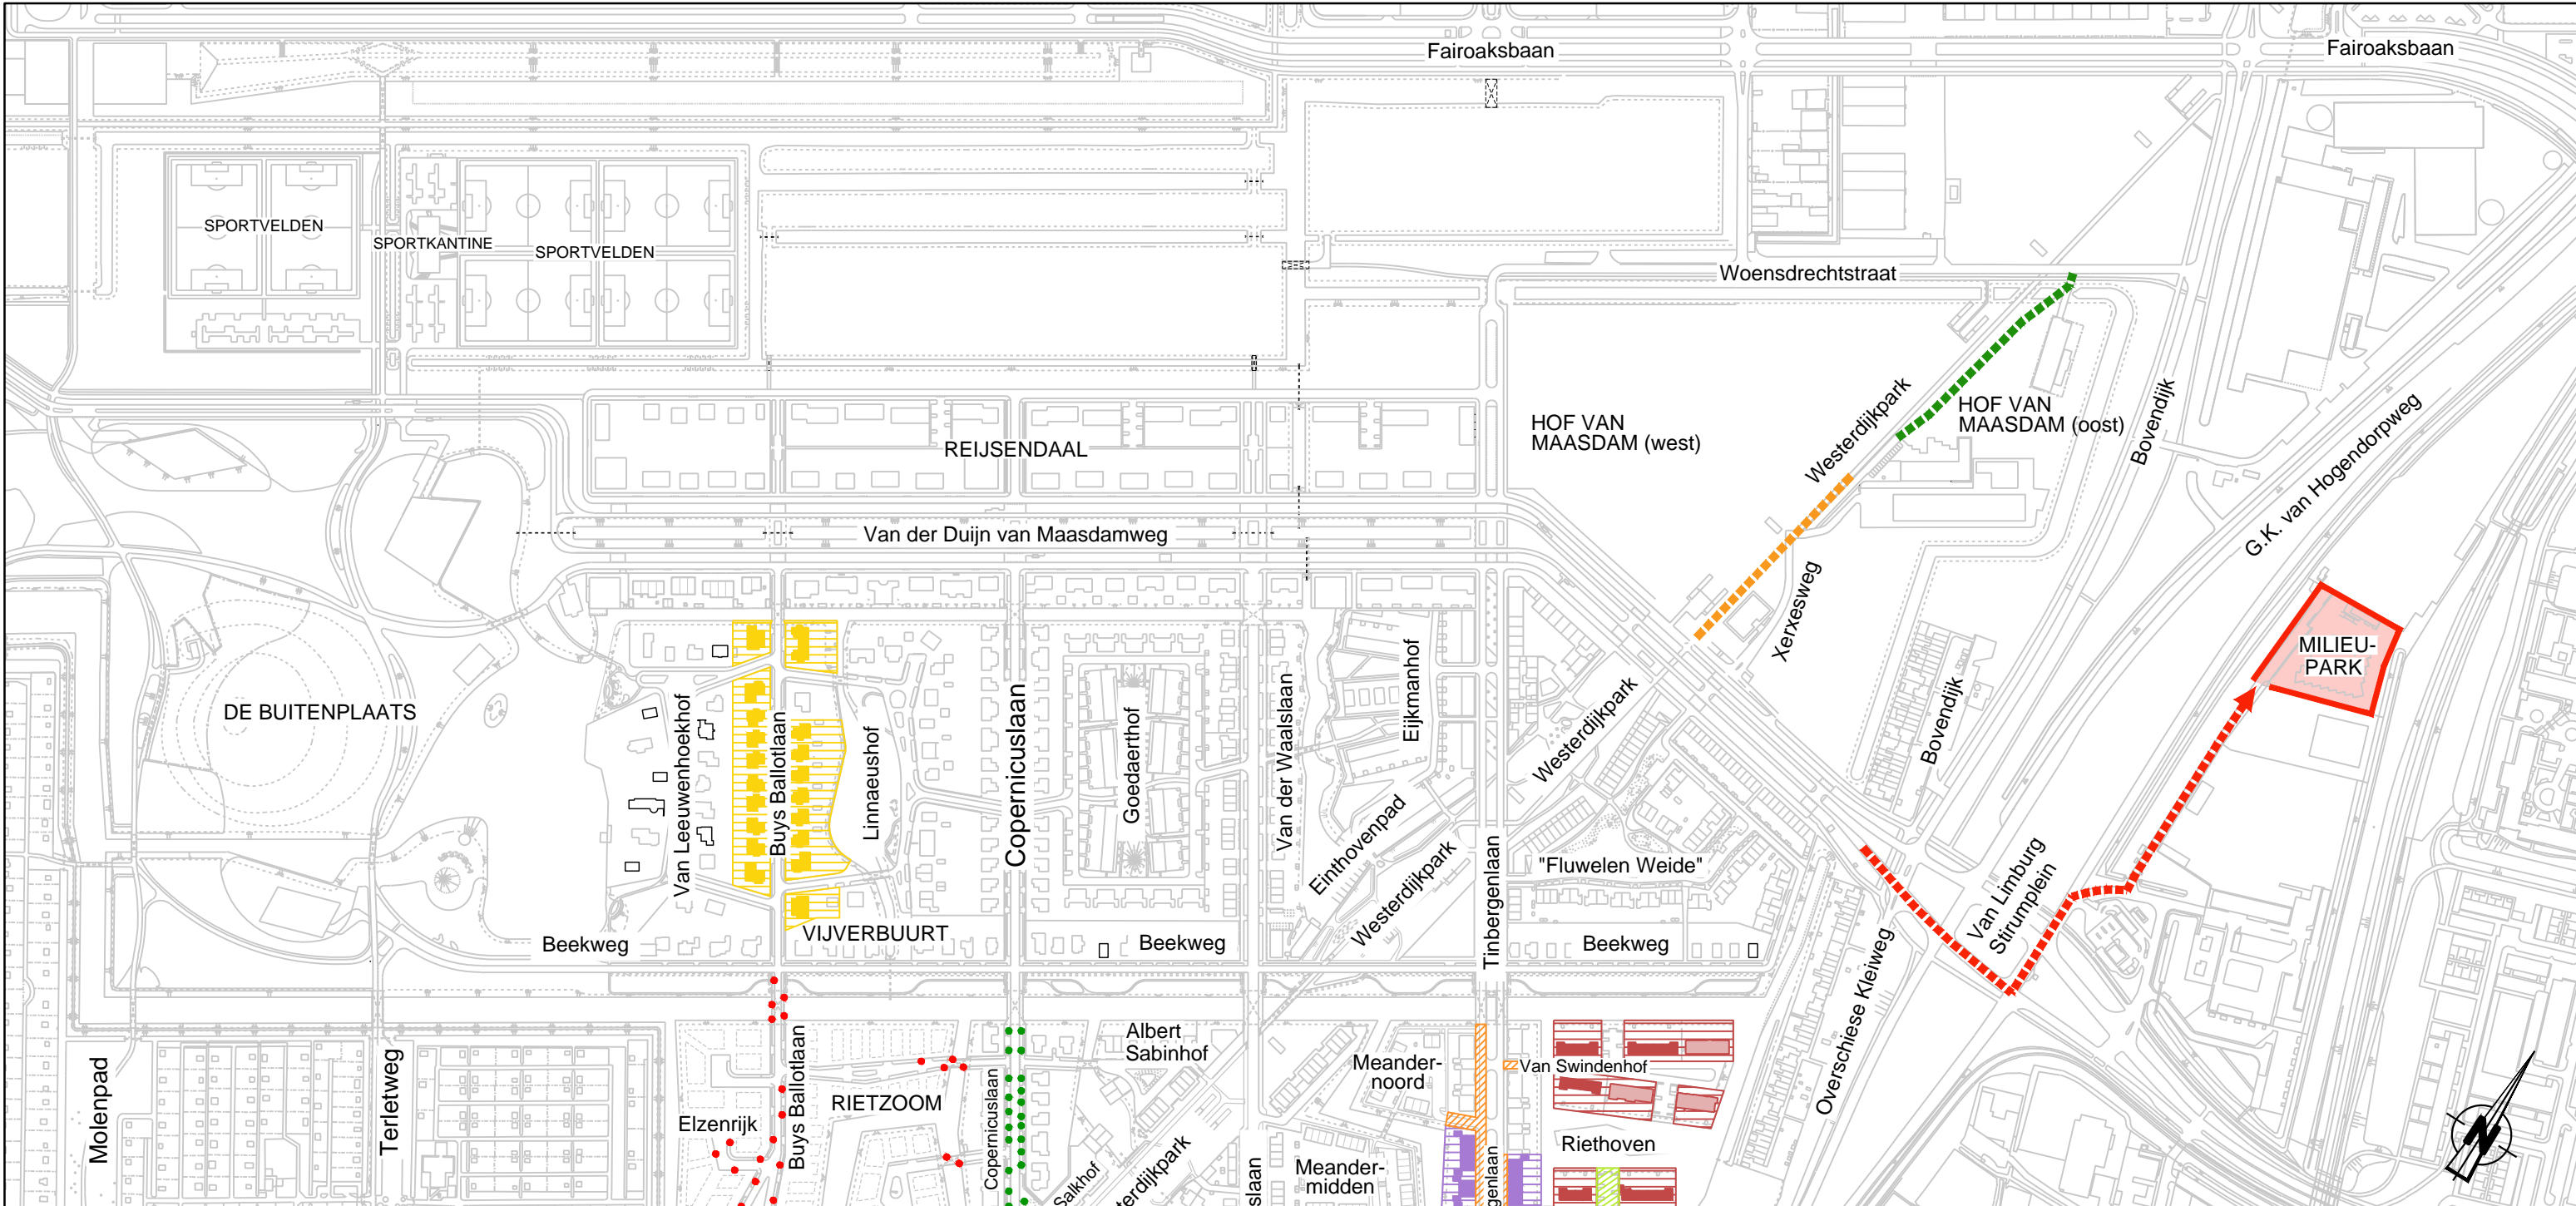 Fairoaksbaan
Fairoaksbaan
SPORTVELDEN
SPORTKANTINE
SPORTVELDEN
Woensdrechtstraat
HOF VAN
MAASDAM (west)
Westerdijkpark
HOF VAN
MAASDAM (oost)
Bovendijk
G.K. van Hogendorpweg
REIJSENDAAL
Van der Duijn van Maasdamweg
Xerxesweg
MILIEU-
PARK
DE BUITENPLAATS
Van Leeuwenhoekhof
Buys Ballotlaan
Linnaeushof
Copernicuslaan
Goedaerthof
Van der Waalslaan
Eijkmanhof
Einthovenpad
Westerdijkpark
Tinbergenlaan
Westerdijkpark
"Fluwelen Weide"
Bovendijk
Van Limburg
Stirumplein
Overschiese Kleiweg
Beekweg
VIJVERBUURT
Beekweg
Beekweg
Molenpad
Terletweg
Elzenrijk
Buys Ballotlaan
RIETZOOM
Copernicuslaan
Albert
Sabinhof
Salkhof
terdijkpark
slaan
Meander-
noord
Meander-
midden
genlaan
Van Swindenhof
Riethoven
N